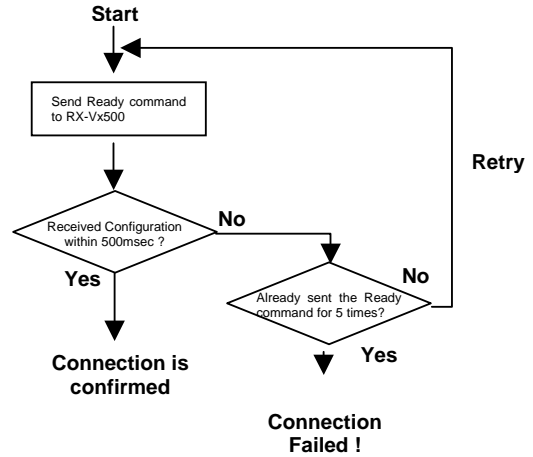 Start
Send Ready command
to RX-Vx500
Retry
Received Configuration
within 500msec ?
No
Yes
No
Already sent the Ready
command for 5 times?
Yes
Connection is
confirmed
Connection
Failed !